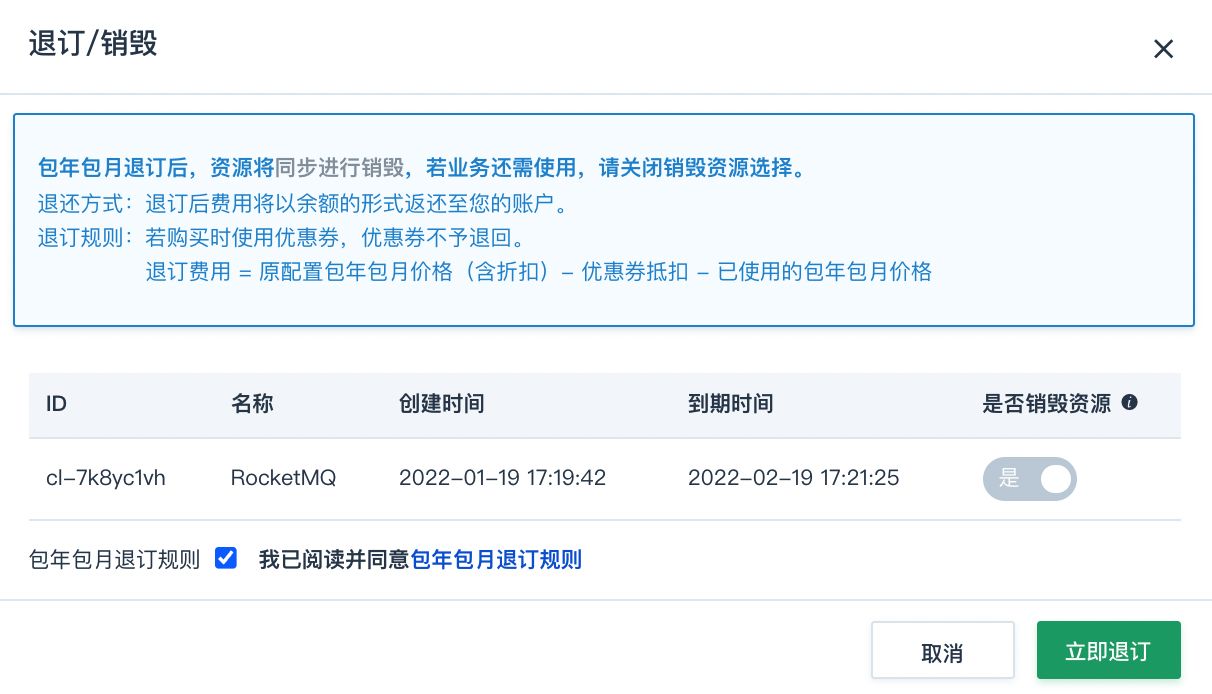 退订/销毁
包年包月退订后，资源将同步进行销毁，若业务还需使用，请关闭销毁资源选择。
退还方式：退订后费用将以余额的形式返还至您的账户。
退订规则：若购买时使用优惠券，优惠券不予退回。
退订费用 = 原配置包年包月价格（含折扣）– 优惠券抵扣 – 已使用的包年包月价格
ID 名称 创建时间 到期时间 是否销毁资源
cl–7k8yc1vh RocketMQ 2022–01–19 17:19:42 2022–02–19 17:21:25 是
包年包月退订规则 我已阅读并同意包年包月退订规则
取消 立即退订